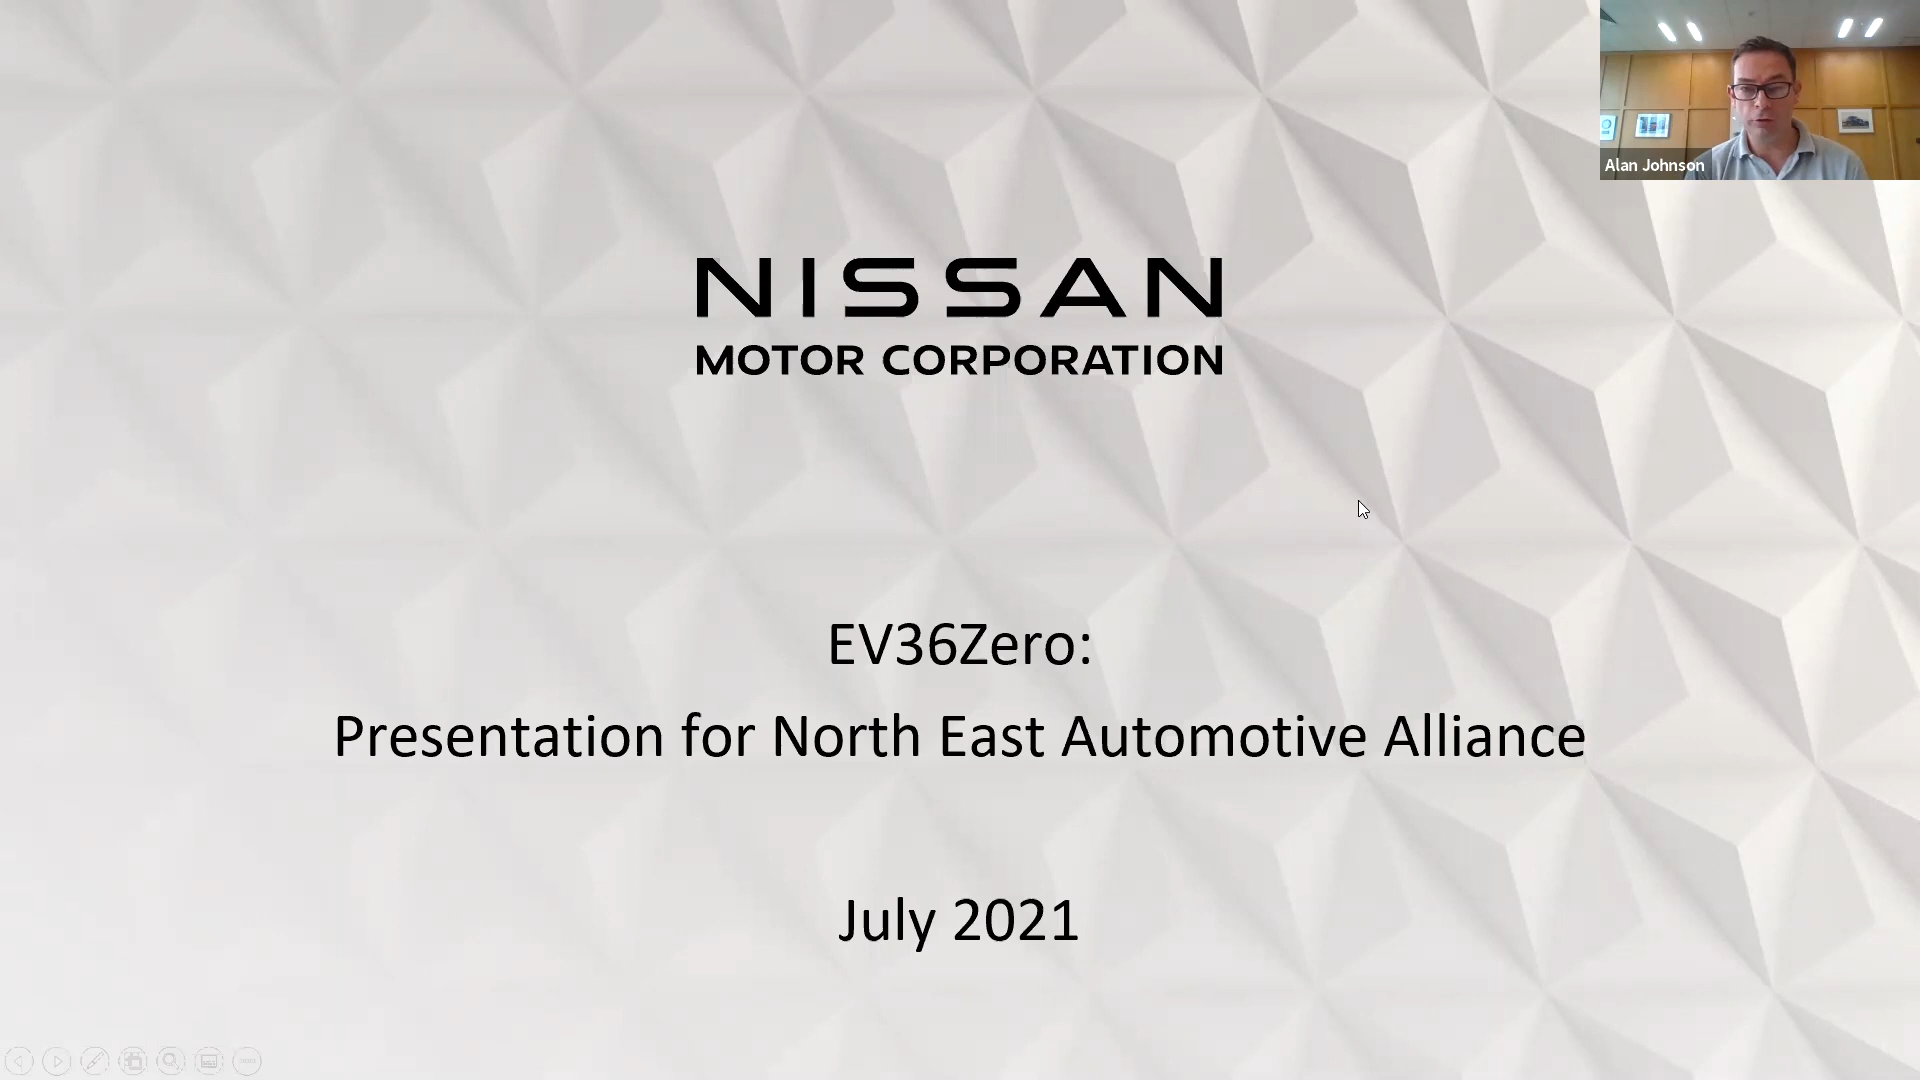 Alan Johnson
NISSAN
MOTOR CORPORATION
EV36Zero:
Presentation for North East Automotive Alliance
July 2021